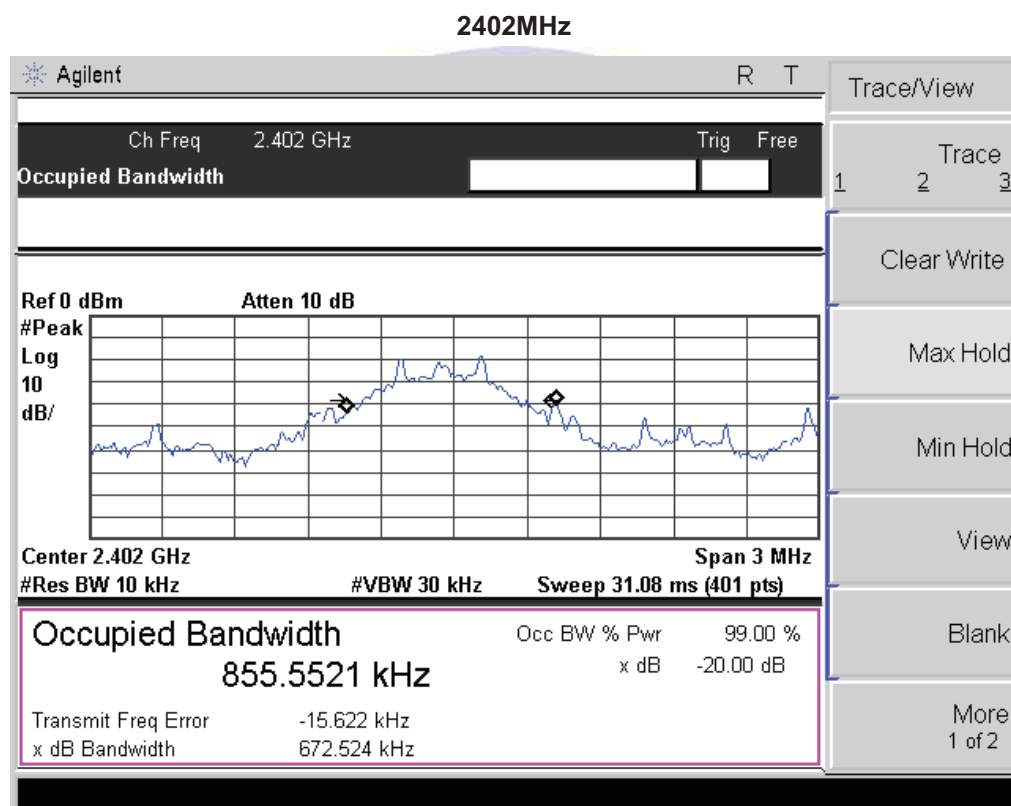 2402MHz
Agilent R T
Ch Freq 2.402 GHz Trig Free
Occupied Bandwidth
Ref 0 dBm Atten 10 dB
#Peak
Log
10
dB/
Center 2.402 GHz Span 3 MHz
#Res BW 10 kHz #VBW 30 kHz Sweep 31.08 ms (401 pts)
Occupied Bandwidth Occ BW % Pwr 99.00 %
855.5521 kHz x dB -20.00 dB
Transmit Freq Error -15.622 kHz
x dB Bandwidth 672.524 kHz
Trace/View
Trace
1 2 3
Clear Write
Max Hold
Min Hold
View
Blank
More
1 of 2